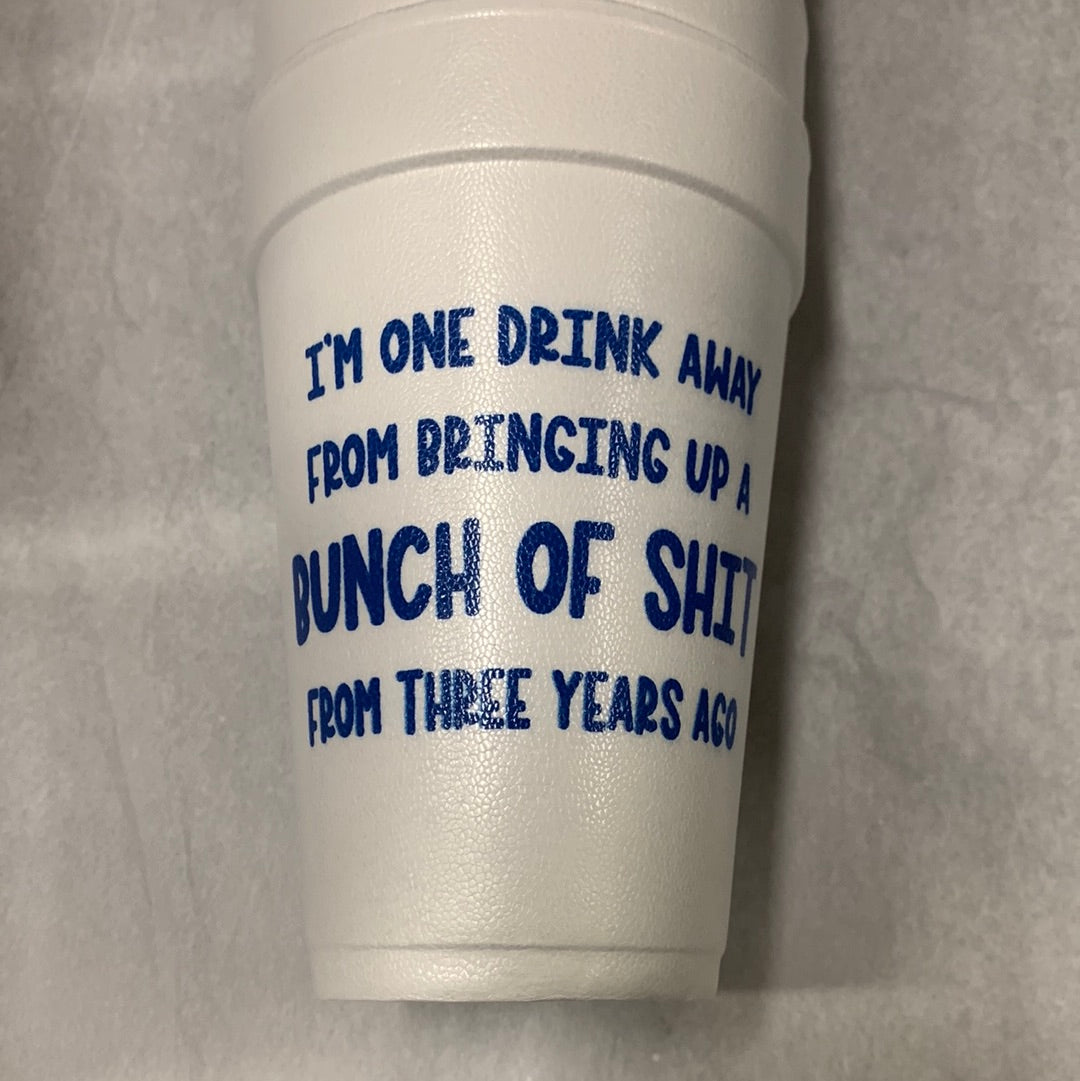 I'M ONE DRINK AWAY
FROM BRINGING UP A
BUNCH OF SHIT
FROM THREE YEARS AGO